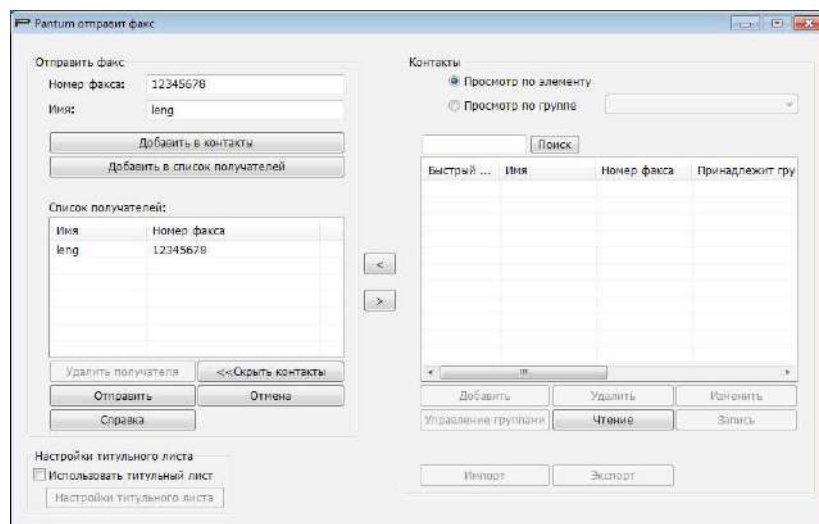 Pantum отправит факс
Отправить факс
Номер факса: 12345678
Имя: leng
Добавить в контакты
Добавить в список получателей
Список получателей:
Имя Номер факса
leng 12345678
Удалить получателя <<Скрыть контакты
Отправить Отмена
Справка
Настройки титульного листа
Использовать титульный лист
Настройки титульного листа
<
>
Контакты
Просмотр по элементу
Просмотр по группе
Поиск
Быстрый ... Имя Номер факса Принадлежит гру
Добавить Удалить Изменить
Управление группами Чтение Запись
Импорт Экспорт